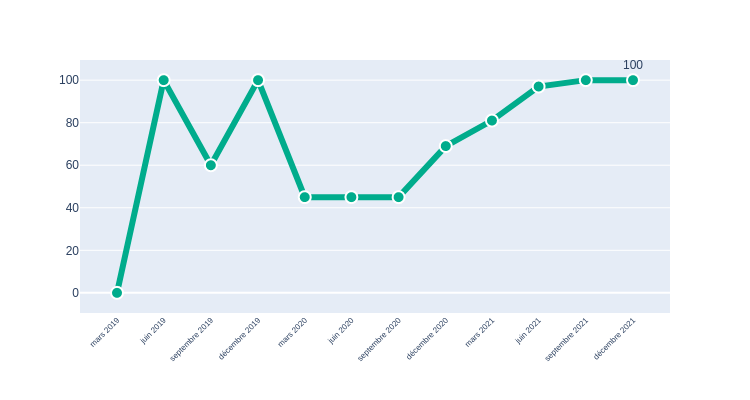 100
100
80
60
40
20
0
mars 2019
juin 2019
septembre 2019
décembre 2019
mars 2020
juin 2020
septembre 2020
décembre 2020
mars 2021
juin 2021
septembre 2021
décembre 2021